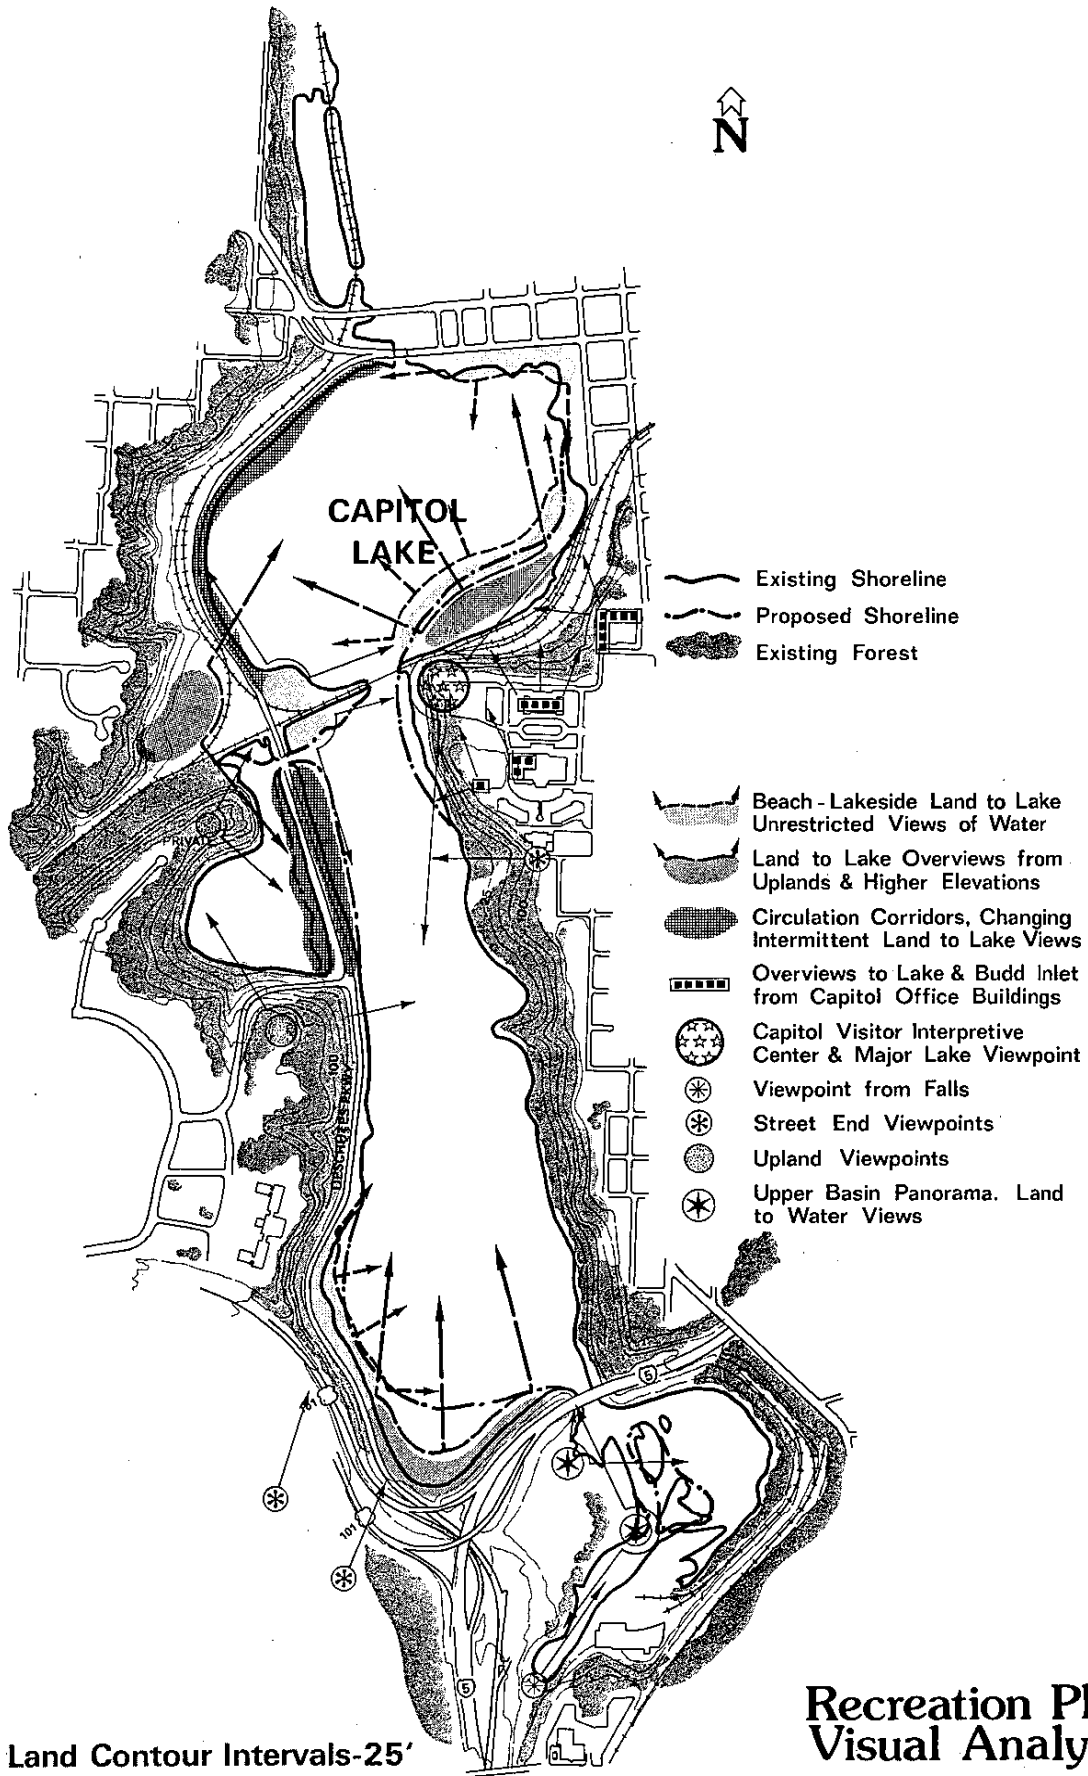 N
CAPITOL
LAKE
Existing Shoreline
Proposed Shoreline
Existing Forest
Beach - Lakeside Land to Lake
Unrestricted Views of Water
Land to Lake Overviews from
Uplands & Higher Elevations
Circulation Corridors, Changing
Intermittent Land to Lake Views
Overviews to Lake & Budd Inlet
from Capitol Office Buildings
Capitol Visitor Interpretive
Center & Major Lake Viewpoint
Viewpoint from Falls
Street End Viewpoints
Upland Viewpoints
Upper Basin Panorama. Land
to Water Views
100
100
DESCHUTES PKWY.
5
101
101
5
Recreation Pl
Visual Analy
Land Contour Intervals-25'